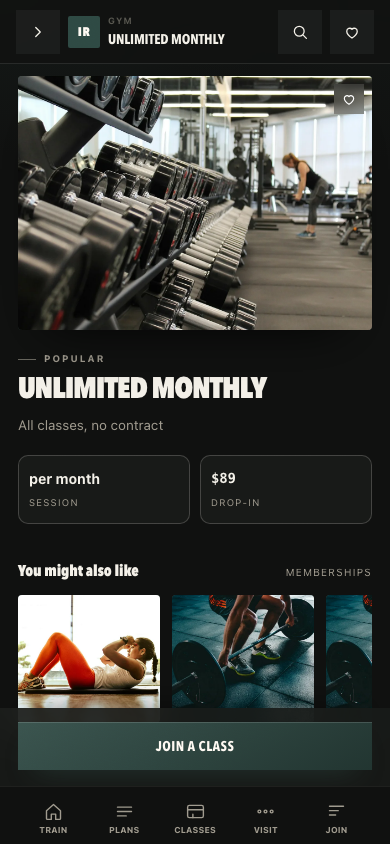 IR
GYM
UNLIMITED MONTHLY
POPULAR
UNLIMITED MONTHLY
All classes, no contract
per month
SESSION
$89
DROP-IN
You might also like
MEMBERSHIPS
JOIN A CLASS
TRAIN
PLANS
CLASSES
VISIT
JOIN